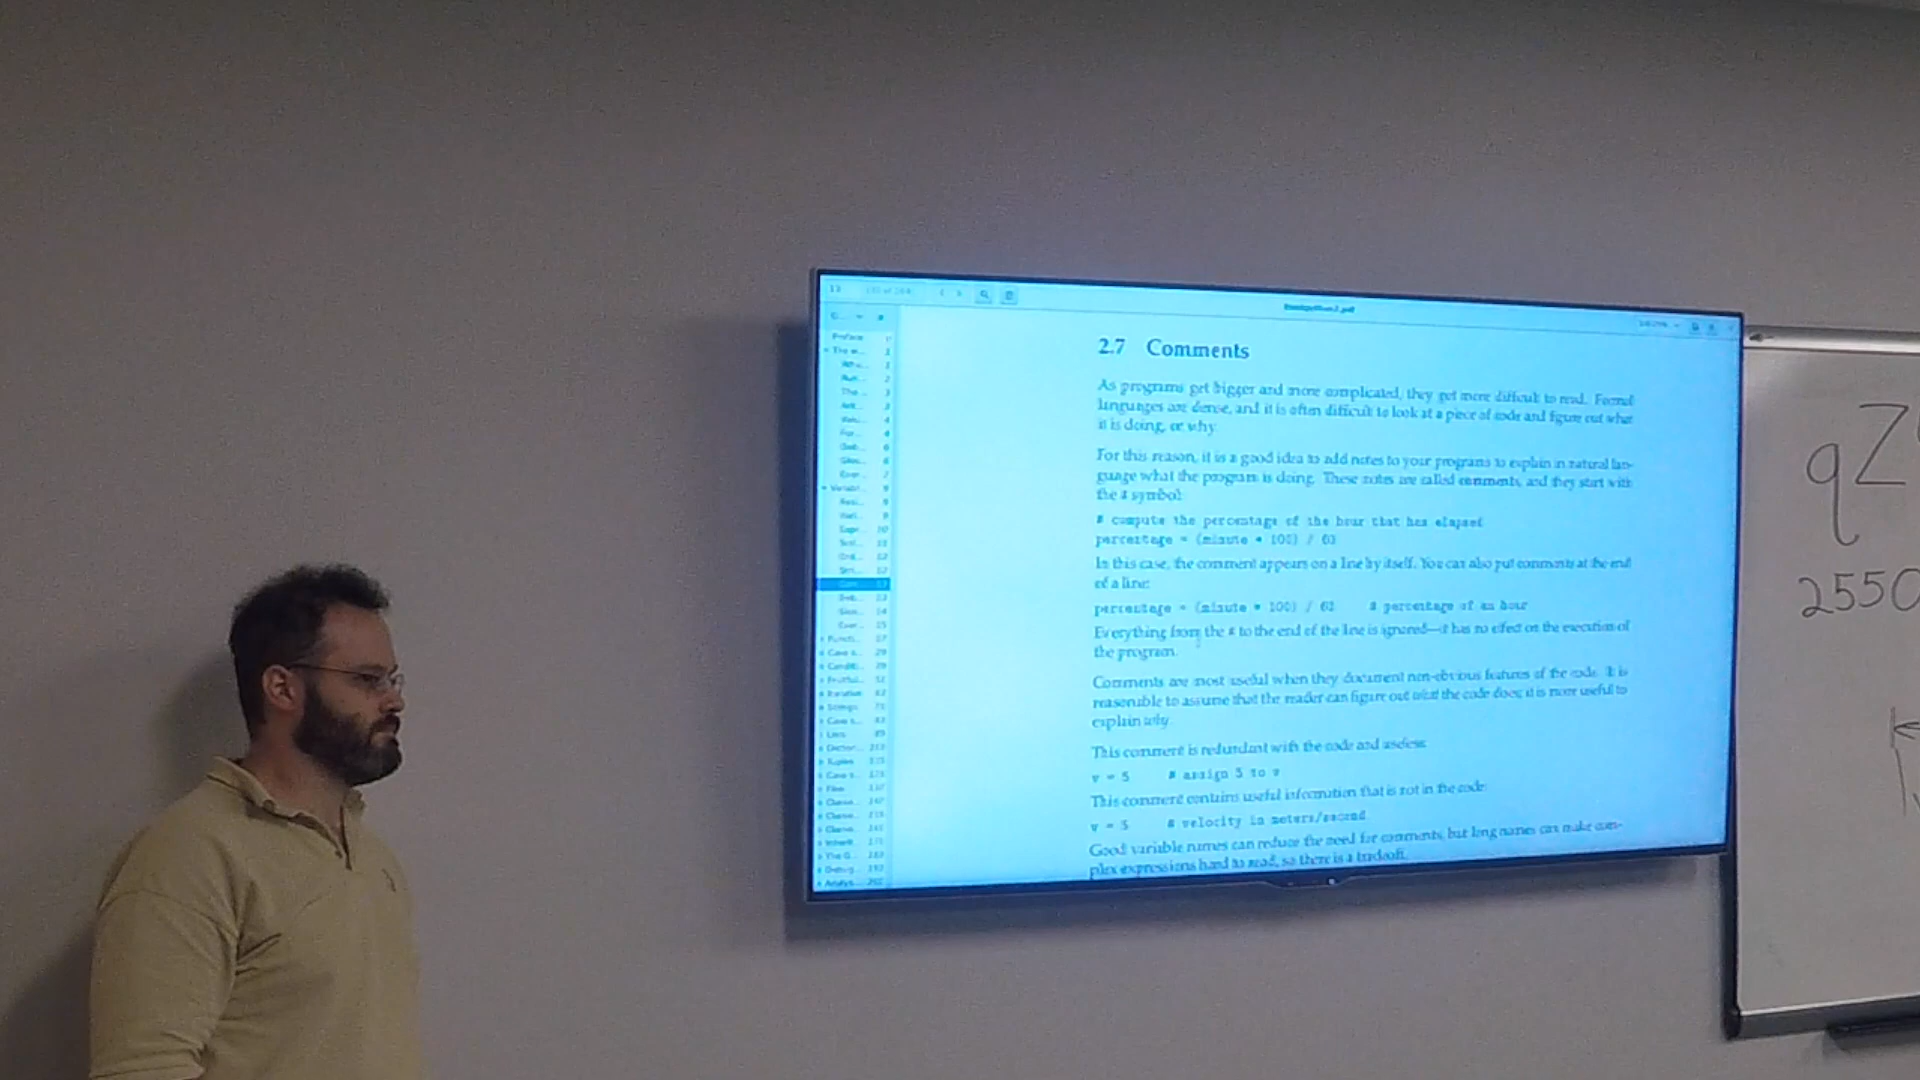 thinkpython2.pdf
13
Preface
2.7 Comments
As programs get bigger and more complicated, they get more difficult to read. Formal
languages are dense, and it is often difficult to look at a piece of code and figure out what
it is doing, or why.
For this reason, it is a good idea to add notes to your programs to explain in natural lan-
guage what the program is doing. These notes are called comments, and they start with
the # symbol:
# compute the percentage of the hour that has elapsed
percentage = (minute * 100) / 60
In this case, the comment appears on a line by itself. You can also put comments at the end
of a line:
percentage = (minute * 100) / 60 # percentage of an hour
Everything from the # to the end of the line is ignored—it has no effect on the execution of
the program.
Comments are most useful when they document non-obvious features of the code. It is
reasonable to assume that the reader can figure out what the code does; it is more useful to
explain why.
This comment is redundant with the code and useless:
v = 5 # assign 5 to v
This comment contains useful information that is not in the code:
v = 5 # velocity in meters/second.
Good variable names can reduce the need for comments, but long names can make com-
plex expressions hard to read, so there is a tradeoff.
qZ
2550